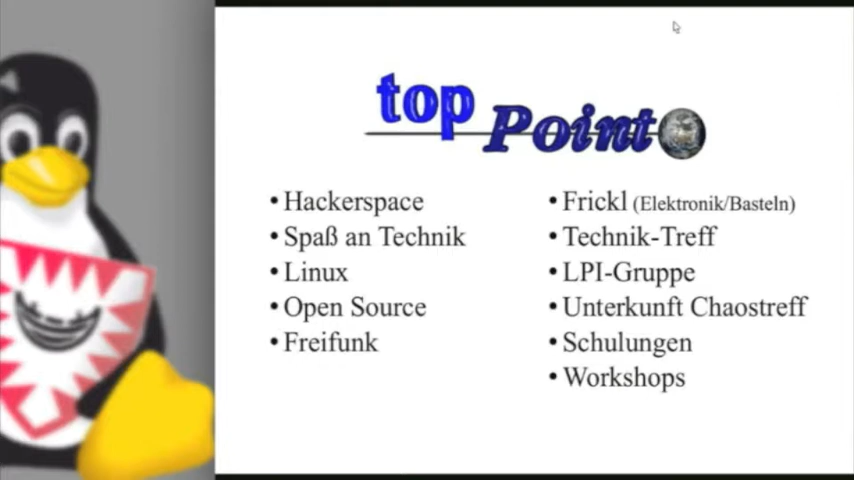 top
Point
• Hackerspace
• Spaß an Technik
• Linux
• Open Source
• Freifunk
• Frickl (Elektronik/Basteln)
• Technik-Treff
• LPI-Gruppe
• Unterkunft Chaostreff
• Schulungen
• Workshops